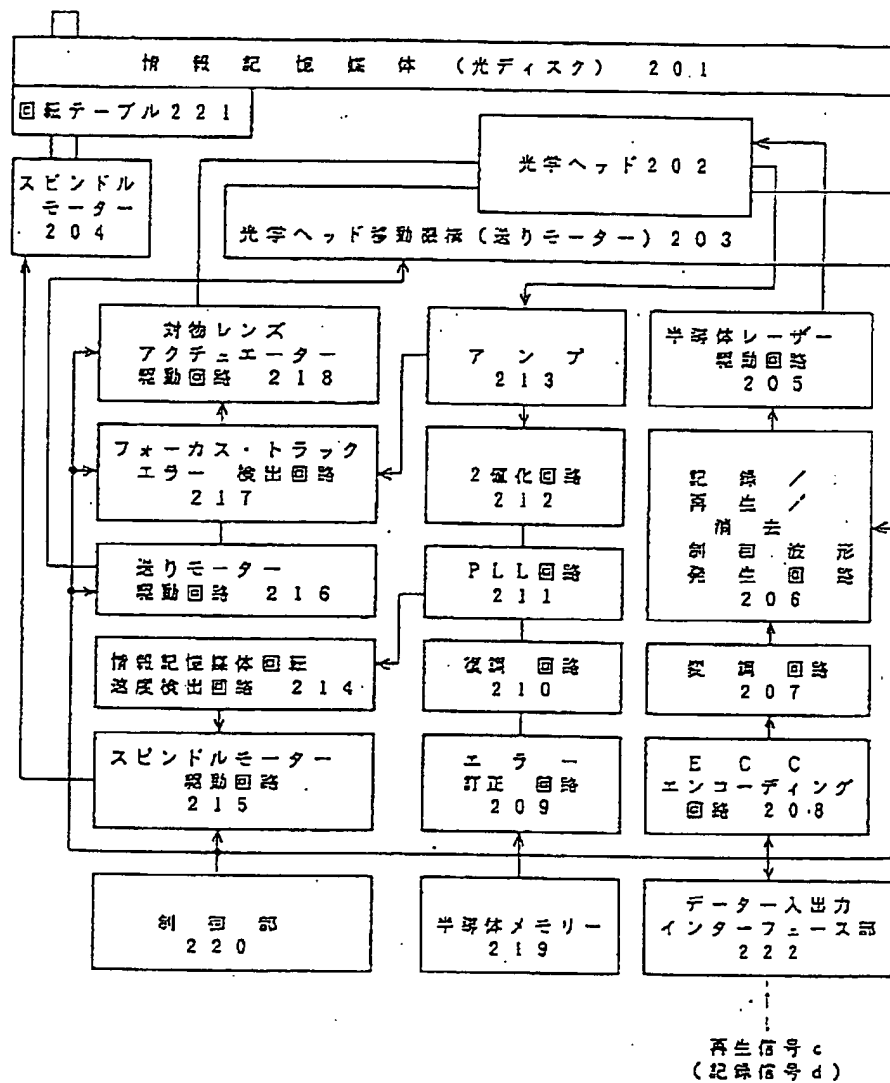 情報記憶媒体（光ディスク）201
回転テーブル221
スピンドル
モーター
204
光学ヘッド202
光学ヘッド移動機構（送りモーター）203
対物レンズ
アクチュエーター
駆動回路 218
アンプ
213
半導体レーザー
駆動回路
205
フォーカス・トラック
エラー 検出回路
217
2値化回路
212
記録／
再生／
消去
制御波形
発生回路
206
送りモーター
駆動回路 216
PLL回路
211
情報記憶媒体回転
速度検出回路 214
復調 回路
210
変調 回路
207
スピンドルモーター
駆動回路
215
エラー
訂正 回路
209
ECC
エンコーディング
回路 208
制御部
220
半導体メモリー
219
データー入出力
インターフェース部
222
再生信号c
（記録信号d）